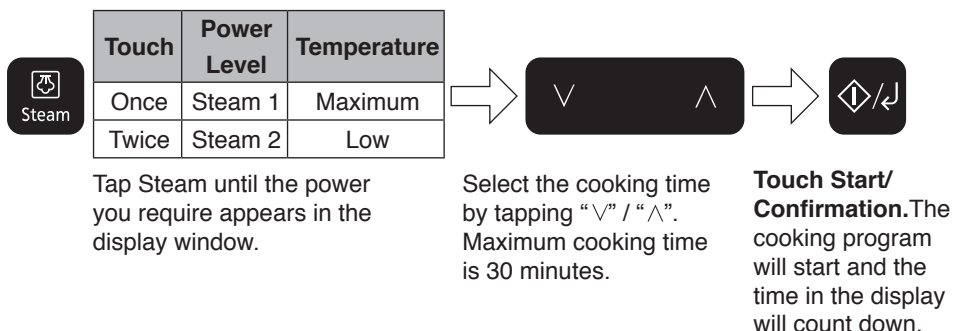 Steam
Touch Power Level Temperature
Once Steam 1 Maximum
Twice Steam 2 Low
Tap Steam until the power
you require appears in the
display window.
Select the cooking time
by tapping “∨” / “∧”.
Maximum cooking time
is 30 minutes.
Touch Start/
Confirmation.The
cooking program
will start and the
time in the display
will count down.